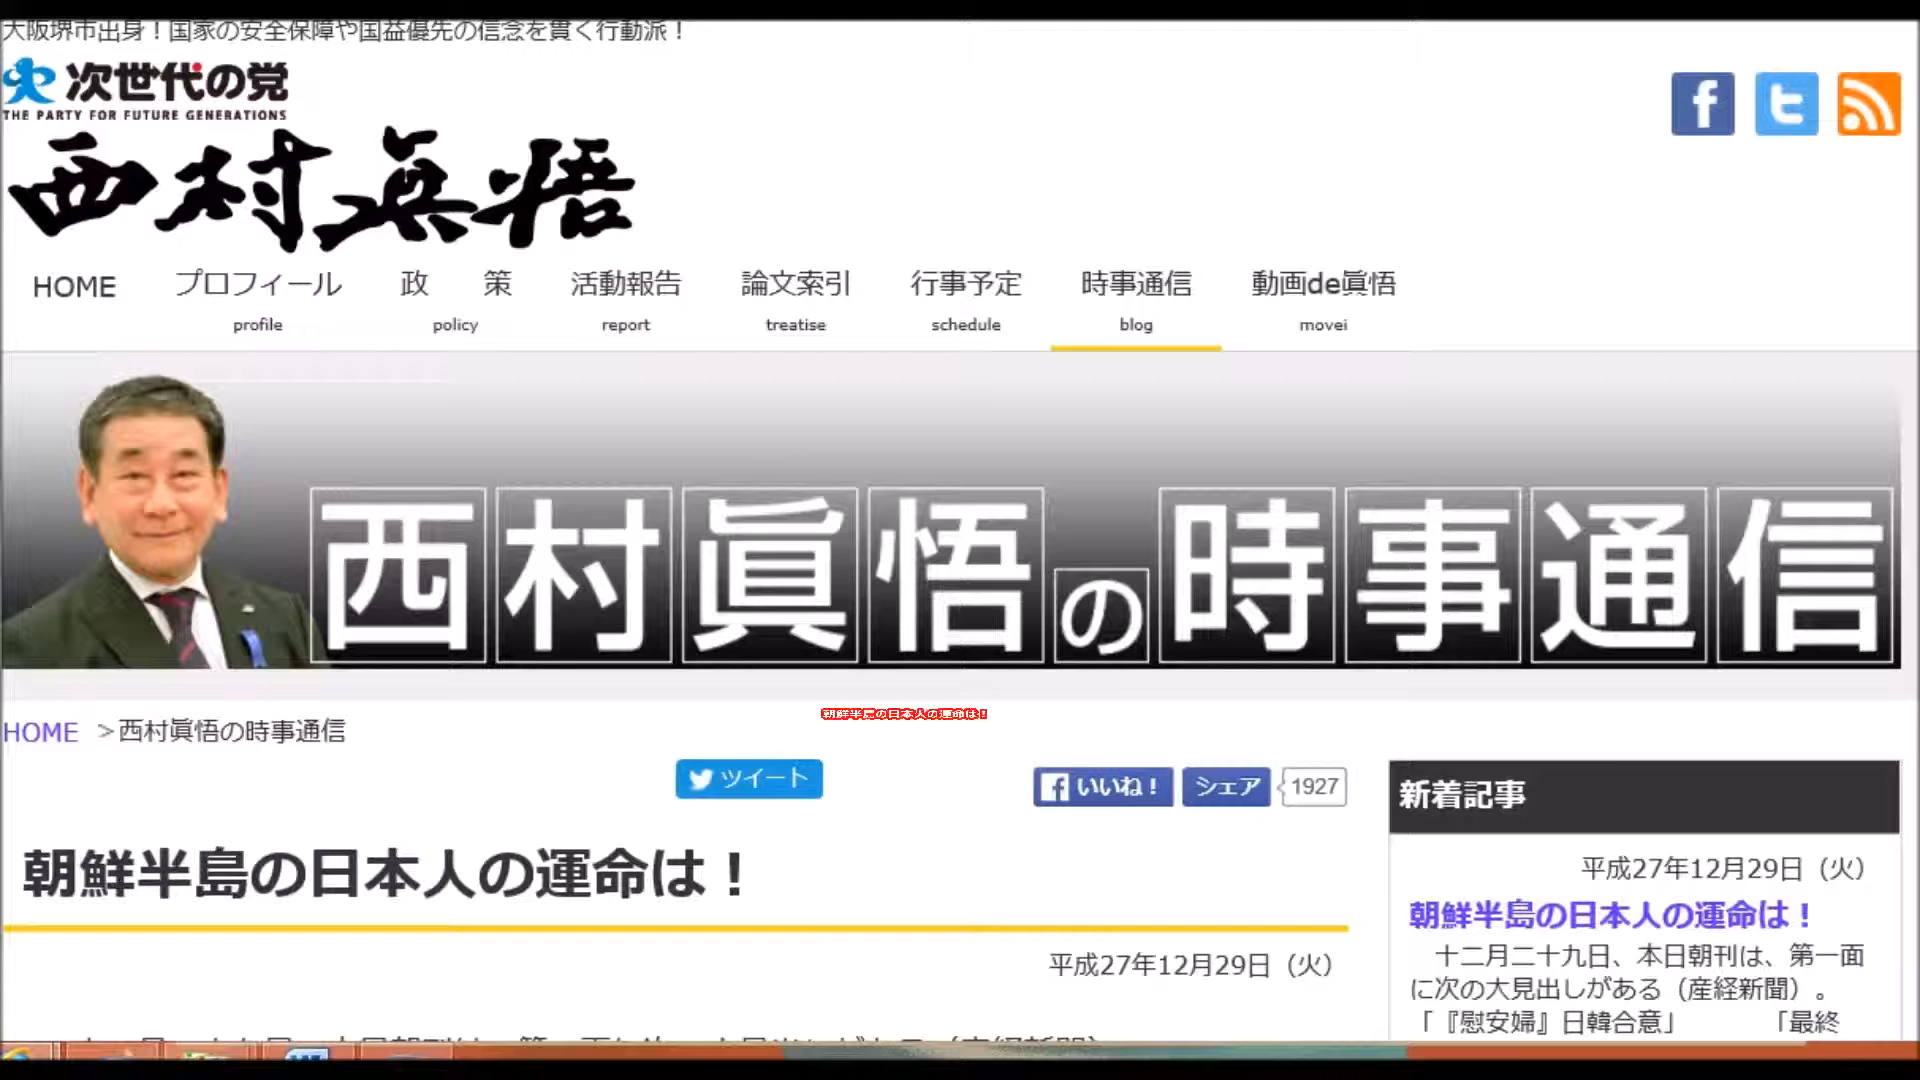 大阪堺市出身！国家の安全保障や国益優先の信念を貫く行動派！
次世代の党
THE PARTY FOR FUTURE GENERATIONS
西村眞悟
HOME プロフィール 政 策 活動報告 論文索引 行事予定 時事通信 動画de眞悟
profile policy report treatise schedule blog movei
西村眞悟の時事通信
朝鮮半島の日本人の運命は！
HOME >西村眞悟の時事通信
ツイート いいね！ シェア 1927
朝鮮半島の日本人の運命は！
平成27年12月29日（火）
新着記事
平成27年12月29日（火）
朝鮮半島の日本人の運命は！
十二月二十九日、本日朝刊は、第一面
に次の大見出しがある（産経新聞）。
「『慰安婦』日韓合意」 「最終